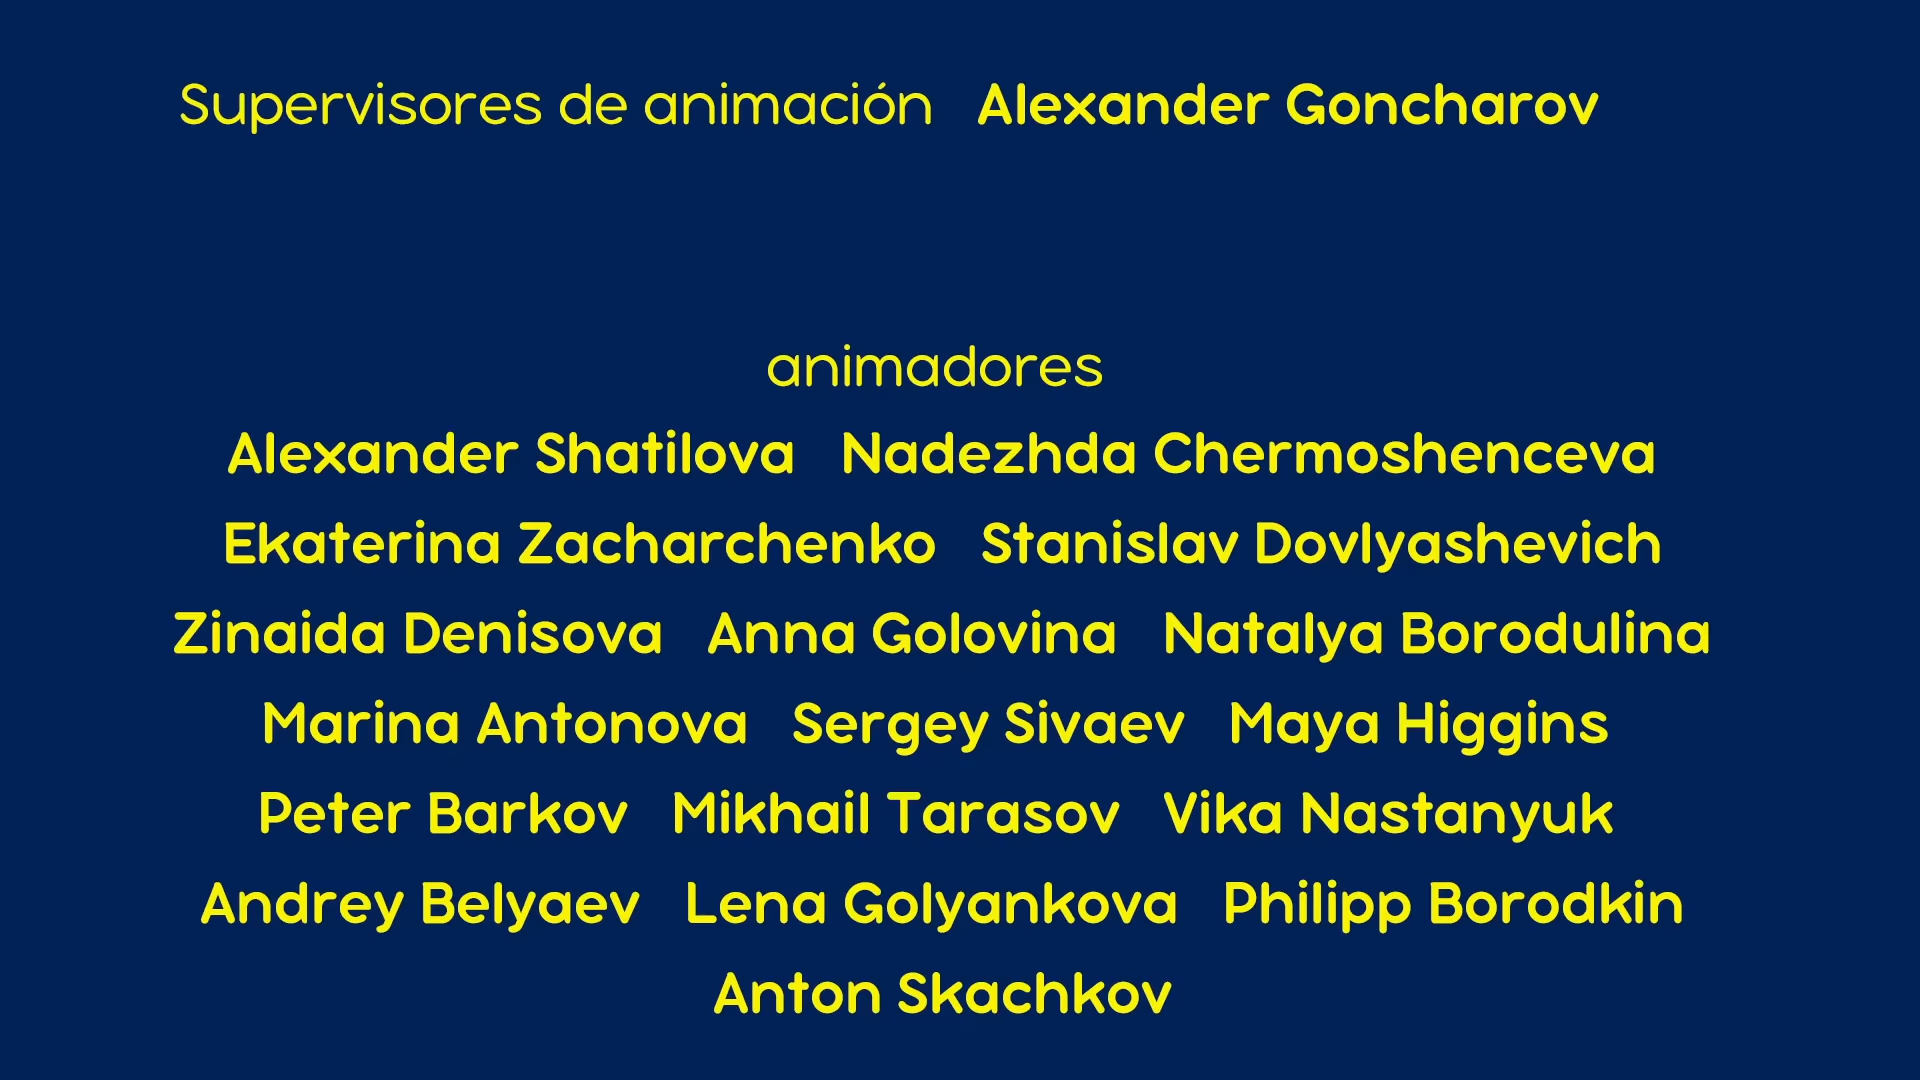 Supervisores de animación Alexander Goncharov
animadores
Alexander Shatilova Nadezhda Chermoshenceva
Ekaterina Zacharchenko Stanislav Dovlyashevich
Zinaida Denisova Anna Golovina Natalya Borodulina
Marina Antonova Sergey Sivaev Maya Higgins
Peter Barkov Mikhail Tarasov Vika Nastanyuk
Andrey Belyaev Lena Golyankova Philipp Borodkin
Anton Skachkov